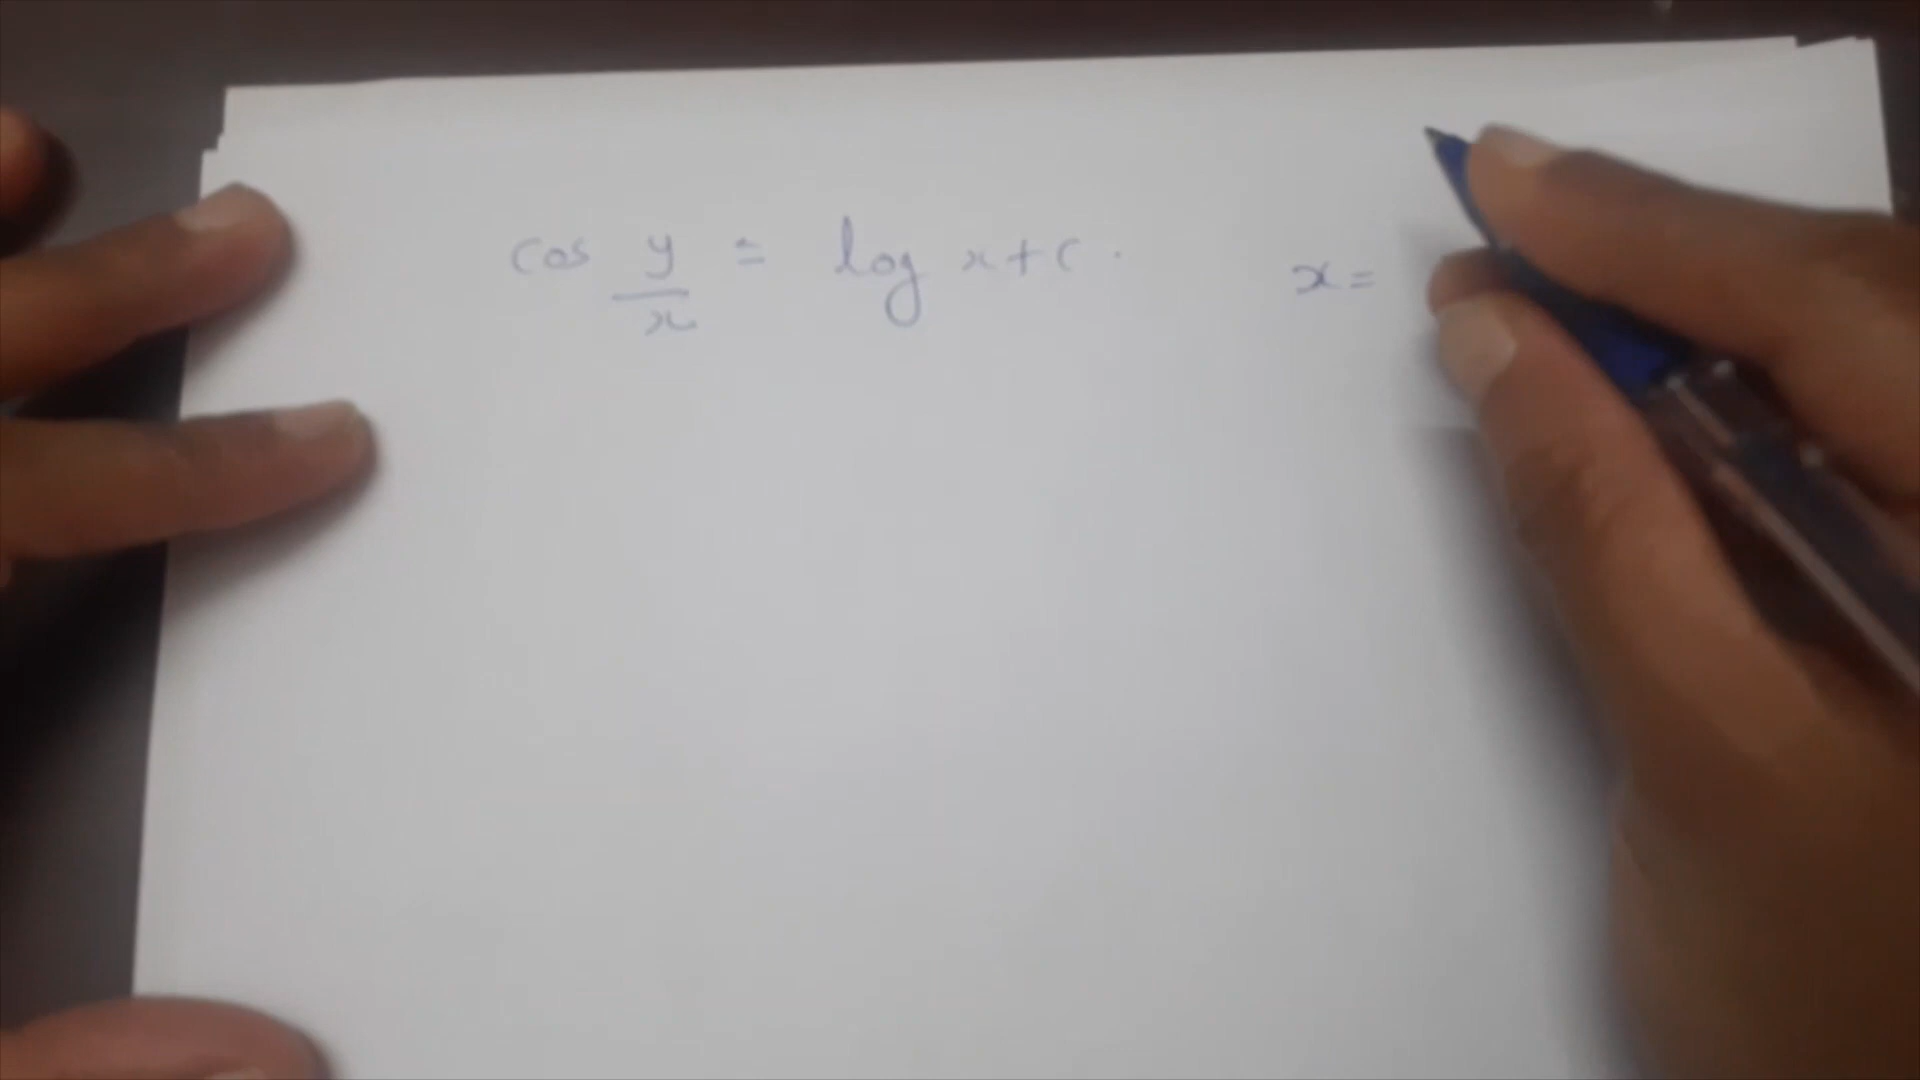 cos y/x = log x + c .
x =